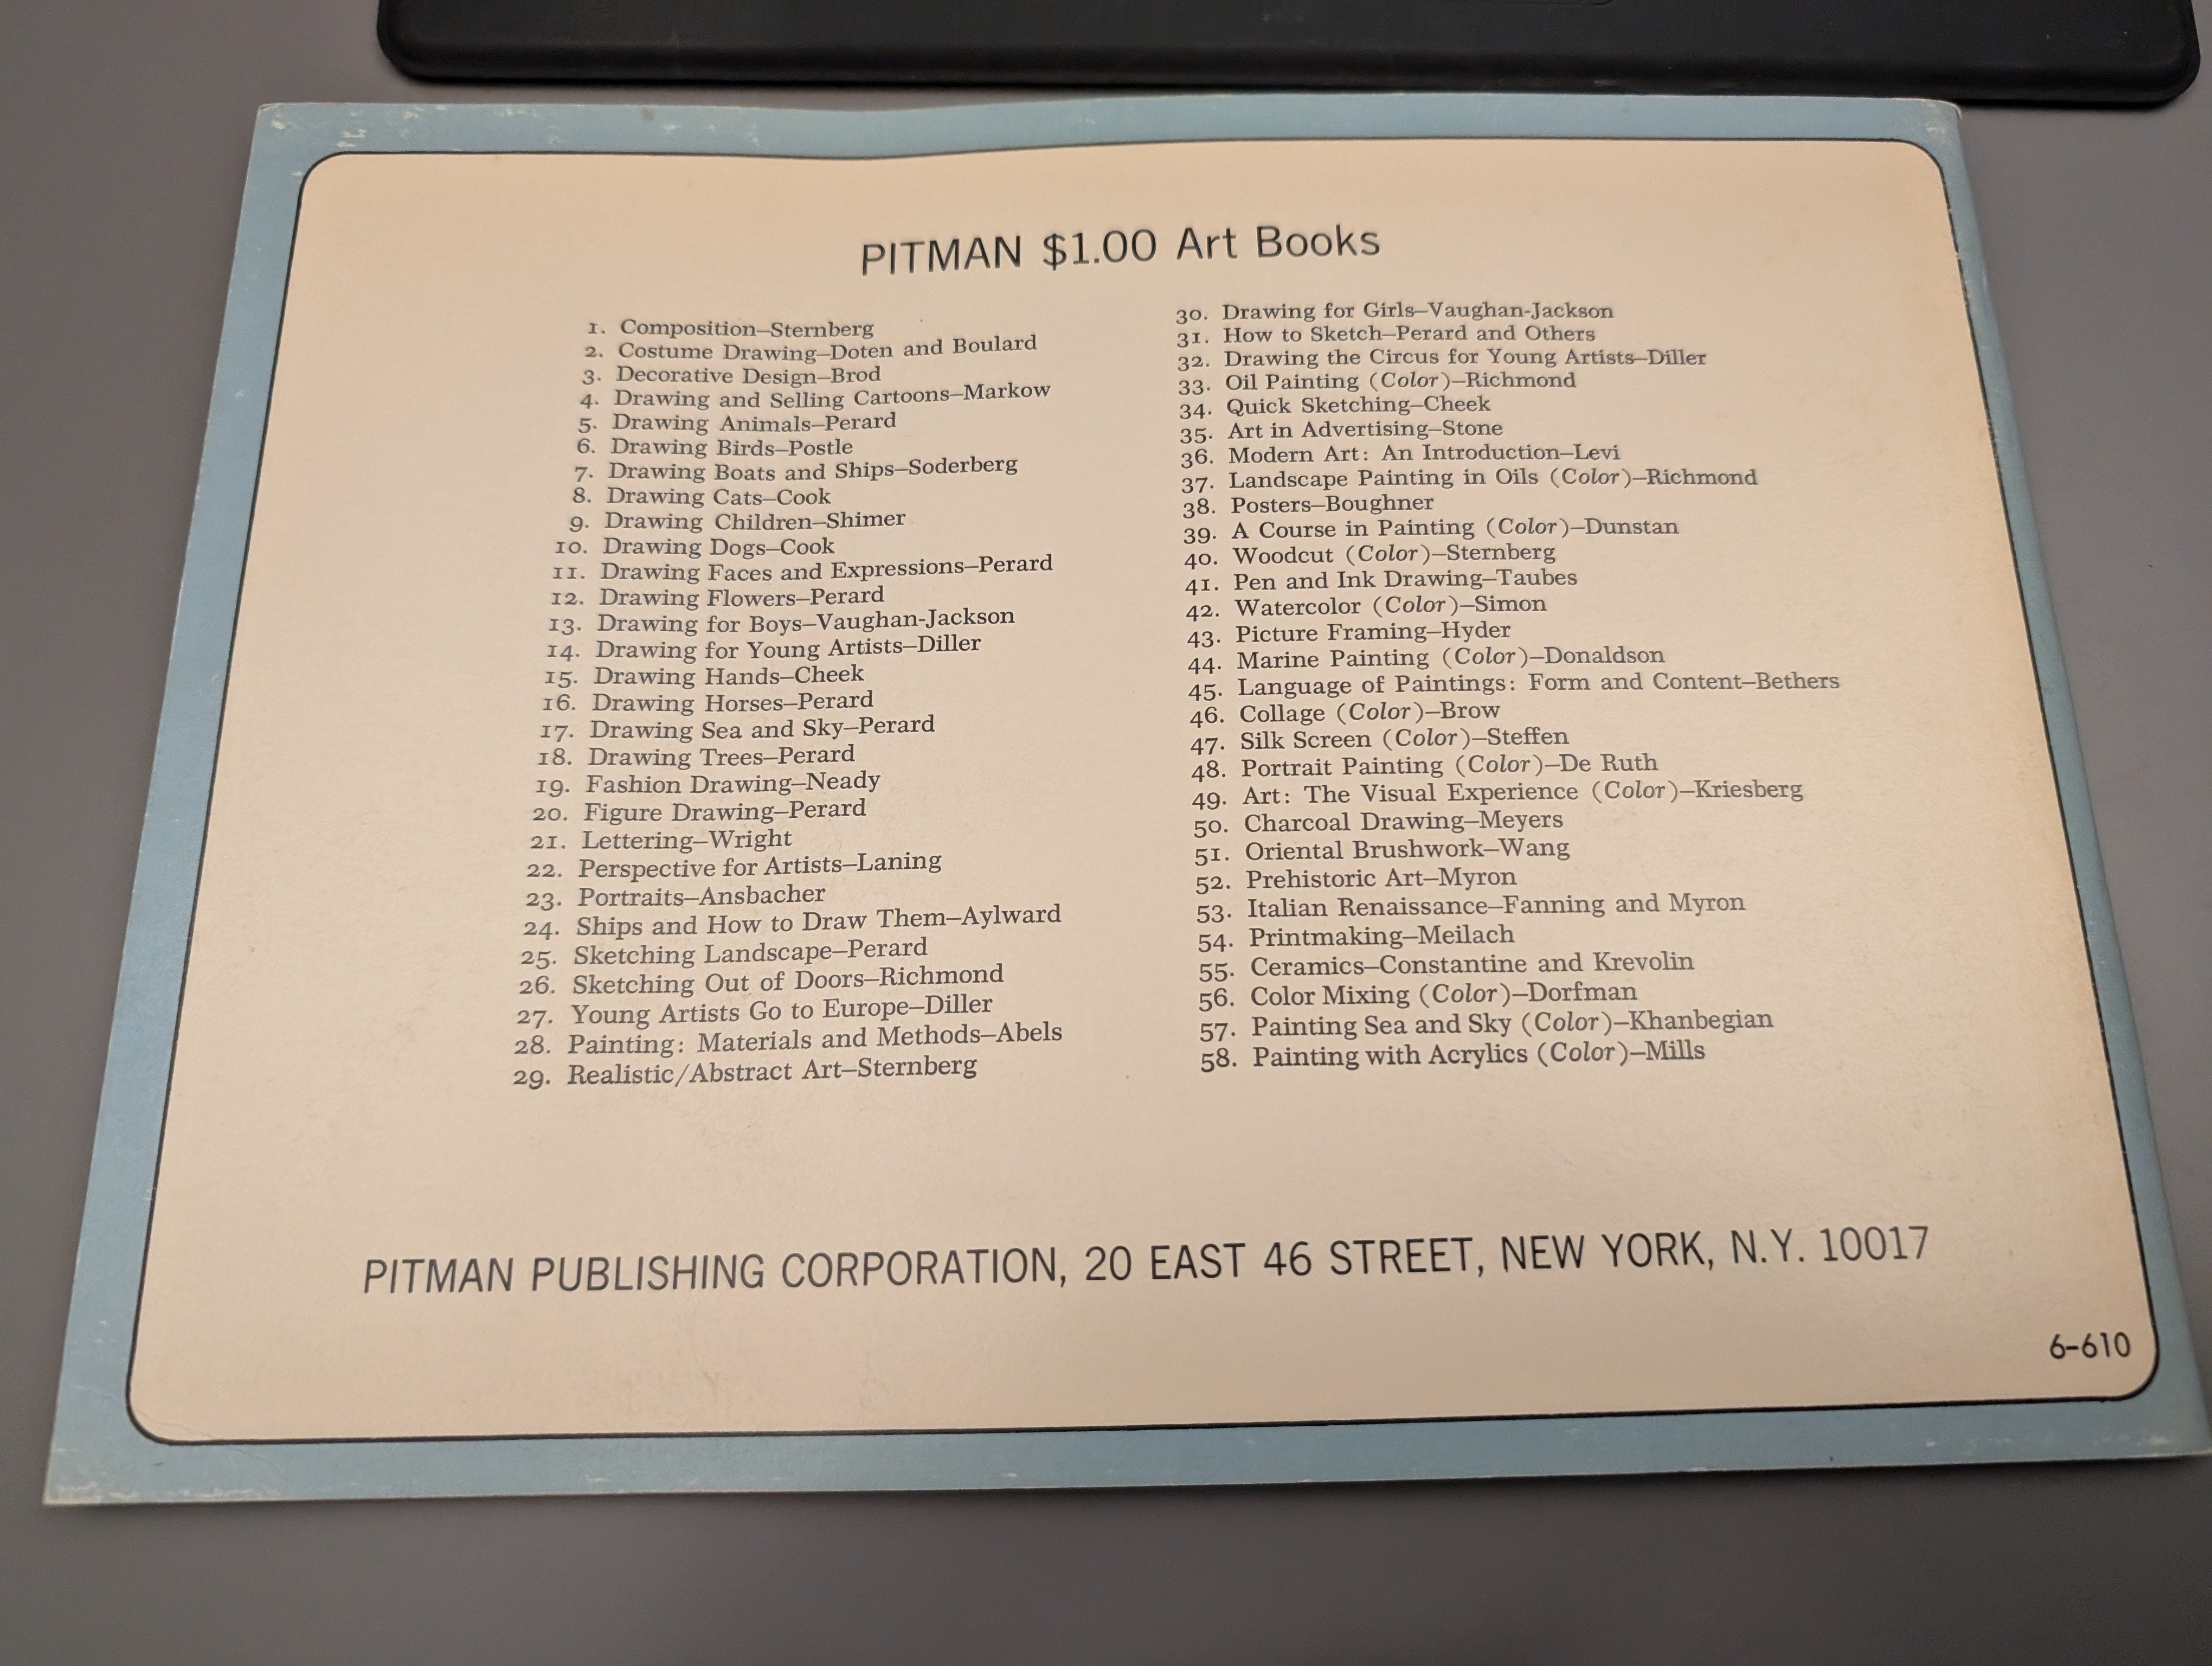 PITMAN $1.00 Art Books
1. Composition–Sternberg
2. Costume Drawing–Doten and Boulard
3. Decorative Design–Brod
4. Drawing and Selling Cartoons–Markow
5. Drawing Animals–Perard
6. Drawing Birds–Postle
7. Drawing Boats and Ships–Soderberg
8. Drawing Cats–Cook
9. Drawing Children–Shimer
10. Drawing Dogs–Cook
11. Drawing Faces and Expressions–Perard
12. Drawing Flowers–Perard
13. Drawing for Boys–Vaughan-Jackson
14. Drawing for Young Artists–Diller
15. Drawing Hands–Cheek
16. Drawing Horses–Perard
17. Drawing Sea and Sky–Perard
18. Drawing Trees–Perard
19. Fashion Drawing–Neady
20. Figure Drawing–Perard
21. Lettering–Wright
22. Perspective for Artists–Laning
23. Portraits–Ansbacher
24. Ships and How to Draw Them–Aylward
25. Sketching Landscape–Perard
26. Sketching Out of Doors–Richmond
27. Young Artists Go to Europe–Diller
28. Painting: Materials and Methods–Abels
29. Realistic/Abstract Art–Sternberg
30. Drawing for Girls–Vaughan-Jackson
31. How to Sketch–Perard and Others
32. Drawing the Circus for Young Artists–Diller
33. Oil Painting (Color)–Richmond
34. Quick Sketching–Cheek
35. Art in Advertising–Stone
36. Modern Art: An Introduction–Levi
37. Landscape Painting in Oils (Color)–Richmond
38. Posters–Boughner
39. A Course in Painting (Color)–Dunstan
40. Woodcut (Color)–Sternberg
41. Pen and Ink Drawing–Taubes
42. Watercolor (Color)–Simon
43. Picture Framing–Hyder
44. Marine Painting (Color)–Donaldson
45. Language of Paintings: Form and Content–Bethers
46. Collage (Color)–Brow
47. Silk Screen (Color)–Steffen
48. Portrait Painting (Color)–De Ruth
49. Art: The Visual Experience (Color)–Kriesberg
50. Charcoal Drawing–Meyers
51. Oriental Brushwork–Wang
52. Prehistoric Art–Myron
53. Italian Renaissance–Fanning and Myron
54. Printmaking–Meilach
55. Ceramics–Constantine and Krevolin
56. Color Mixing (Color)–Dorfman
57. Painting Sea and Sky (Color)–Khanbegian
58. Painting with Acrylics (Color)–Mills
PITMAN PUBLISHING CORPORATION, 20 EAST 46 STREET, NEW YORK, N.Y. 10017
6-610